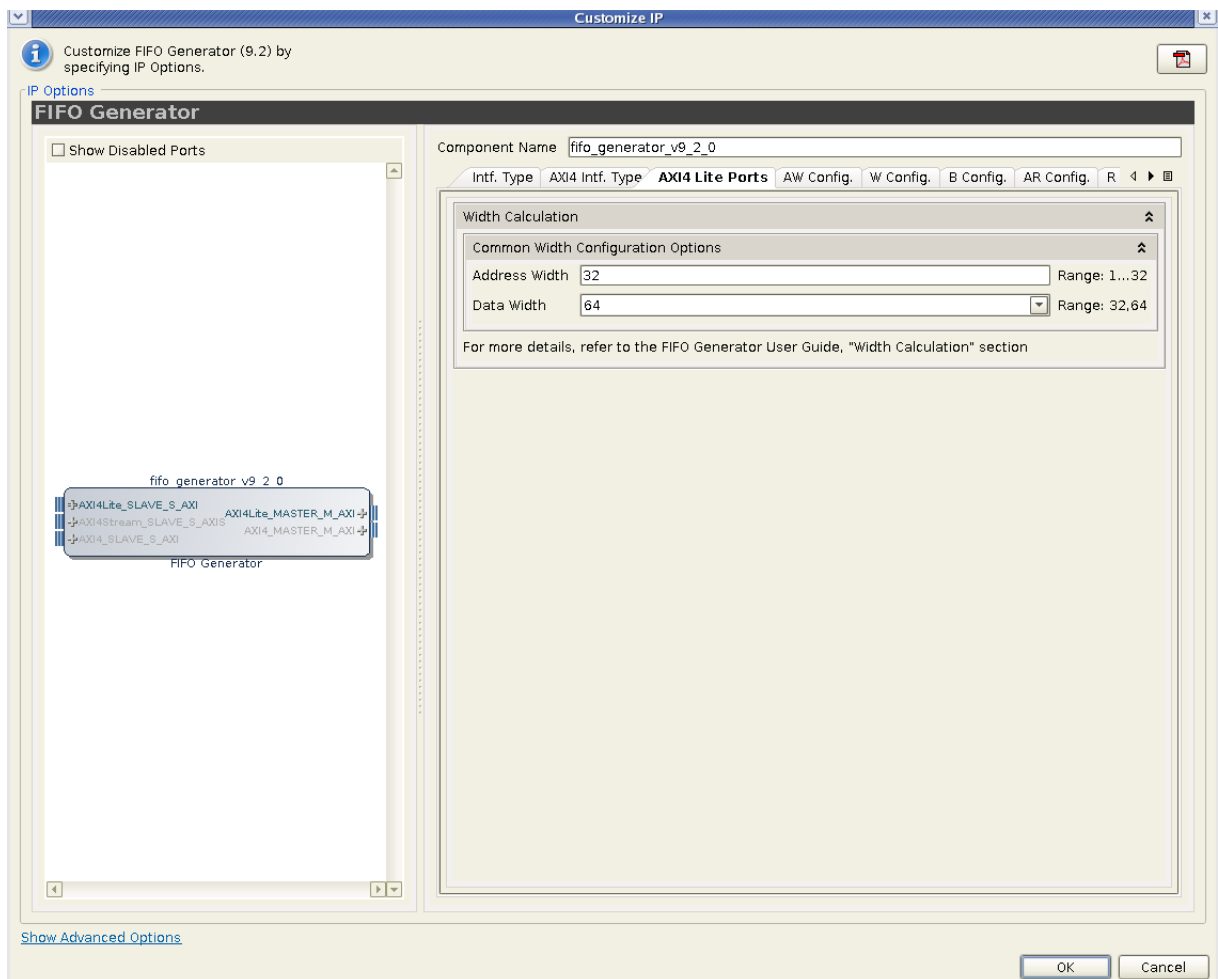 Customize IP
Customize FIFO Generator (9.2) by
specifying IP Options.
IP Options
FIFO Generator
Show Disabled Ports
fifo_generator_v9_2_0
AXI4Lite_SLAVE_S_AXI
AXI4Stream_SLAVE_S_AXIS
AXI4_SLAVE_S_AXI
AXI4Lite_MASTER_M_AXI
AXI4_MASTER_M_AXI
FIFO Generator
Component Name fifo_generator_v9_2_0
Intf. Type AXI4 Intf. Type AXI4 Lite Ports AW Config. W Config. B Config. AR Config. R
Width Calculation
Common Width Configuration Options
Address Width 32 Range: 1...32
Data Width 64 Range: 32,64
For more details, refer to the FIFO Generator User Guide, "Width Calculation" section
Show Advanced Options
OK Cancel